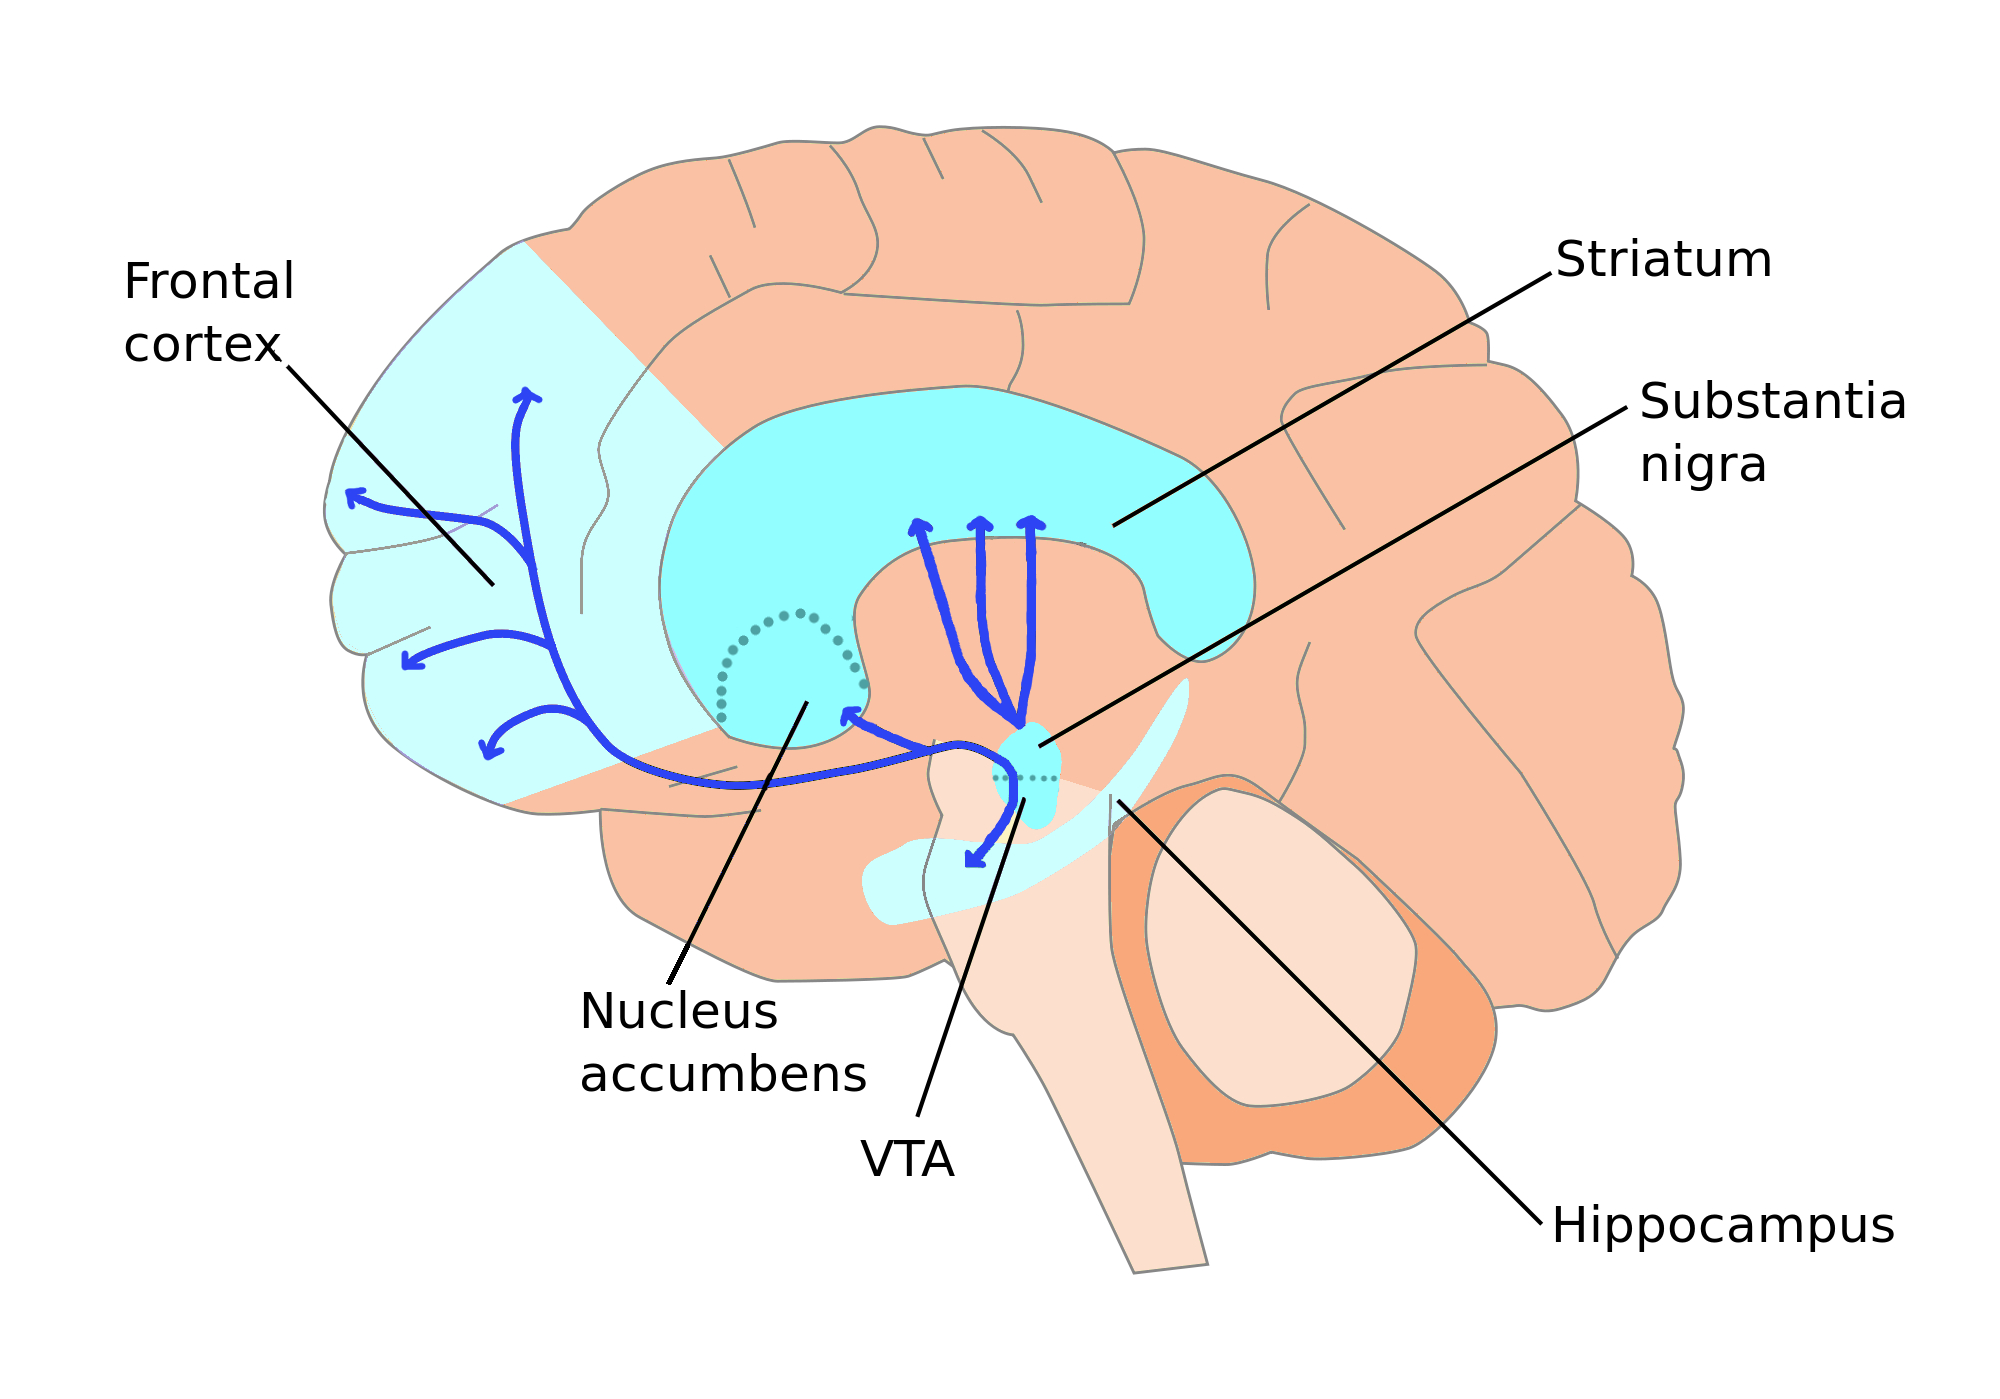 Frontal
cortex
Striatum
Substantia
nigra
Nucleus
accumbens
VTA
Hippocampus